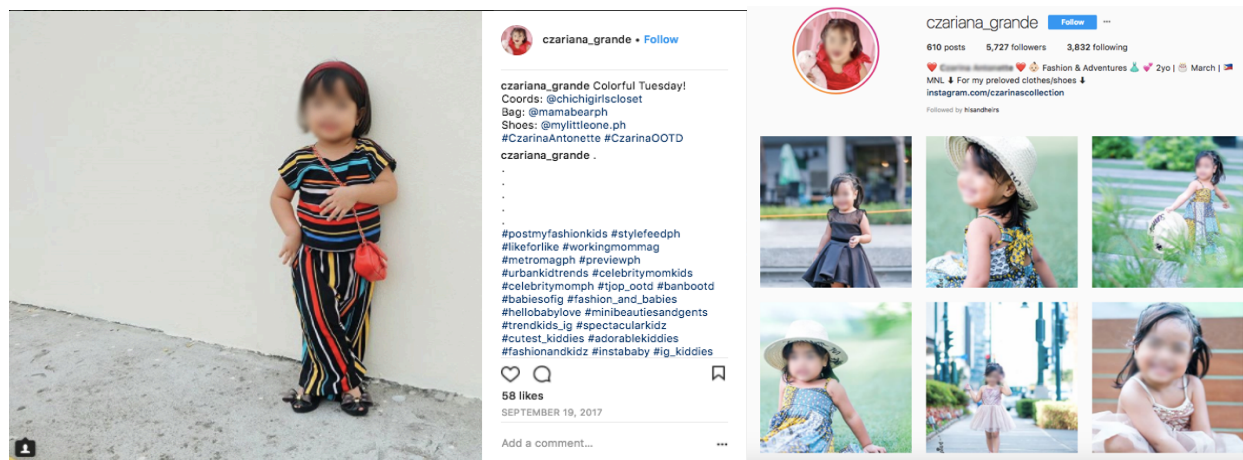 czariana_grande • Follow
czariana_grande Colorful Tuesday!
Coords: @chichigirlscloset
Bag: @mamabearph
Shoes: @mylittleone.ph
#CzarinaAntonette #CzarinaOOTD
czariana_grande .
.
.
.
.
.
#postmyfashionkids #stylefeedph
#likeforlike #workingmommag
#metromagph #previewph
#urbankidtrends #celebritymomkids
#celebritymomph #tjop_ootd #banbootd
#babiesofig #fashion_and_babies
#hellobabylove #minibeautiesandgents
#trendkids_ig #spectacularkidz
#cutest_kiddies #adorablekiddies
#fashionandkidz #instababy #ig_kiddies
58 likes
SEPTEMBER 19, 2017
Add a comment...
czariana_grande Follow
610 posts 5,727 followers 3,832 following
Fashion & Adventures 2yo | March |
MNL ⬇ For my preloved clothes/shoes ⬇
instagram.com/czarinascollection
Followed by hisandheirs